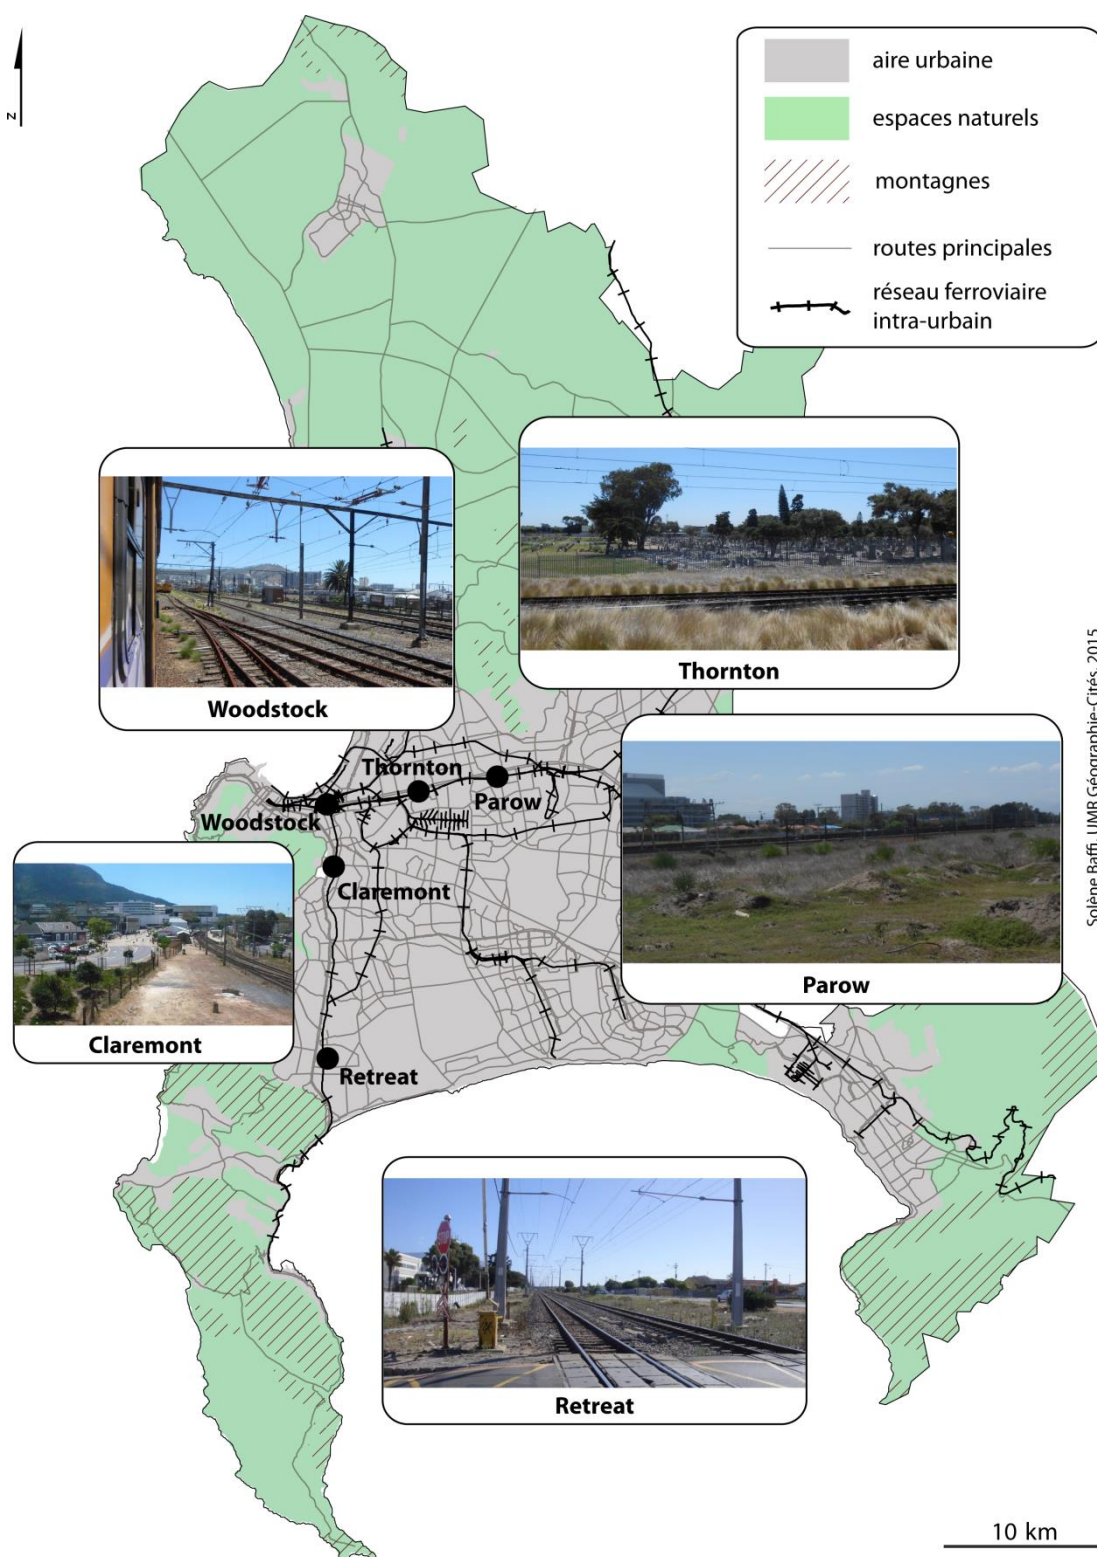 N
aire urbaine
espaces naturels
montagnes
routes principales
réseau ferroviaire
intra-urbain
Woodstock
Thornton
Parow
Claremont
Retreat
Thornton
Parow
Woodstock
Claremont
Retreat
10 km
Solène Baffi, UMR Géographie-Cités, 2015